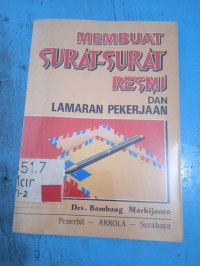 MEMBUAT
SURAT-SURAT
RESMI
DAN
LAMARAN PEKERJAAN
51.7
Drs. Bambang Marhijanto
Penerbit — ARKOLA — Surabaya